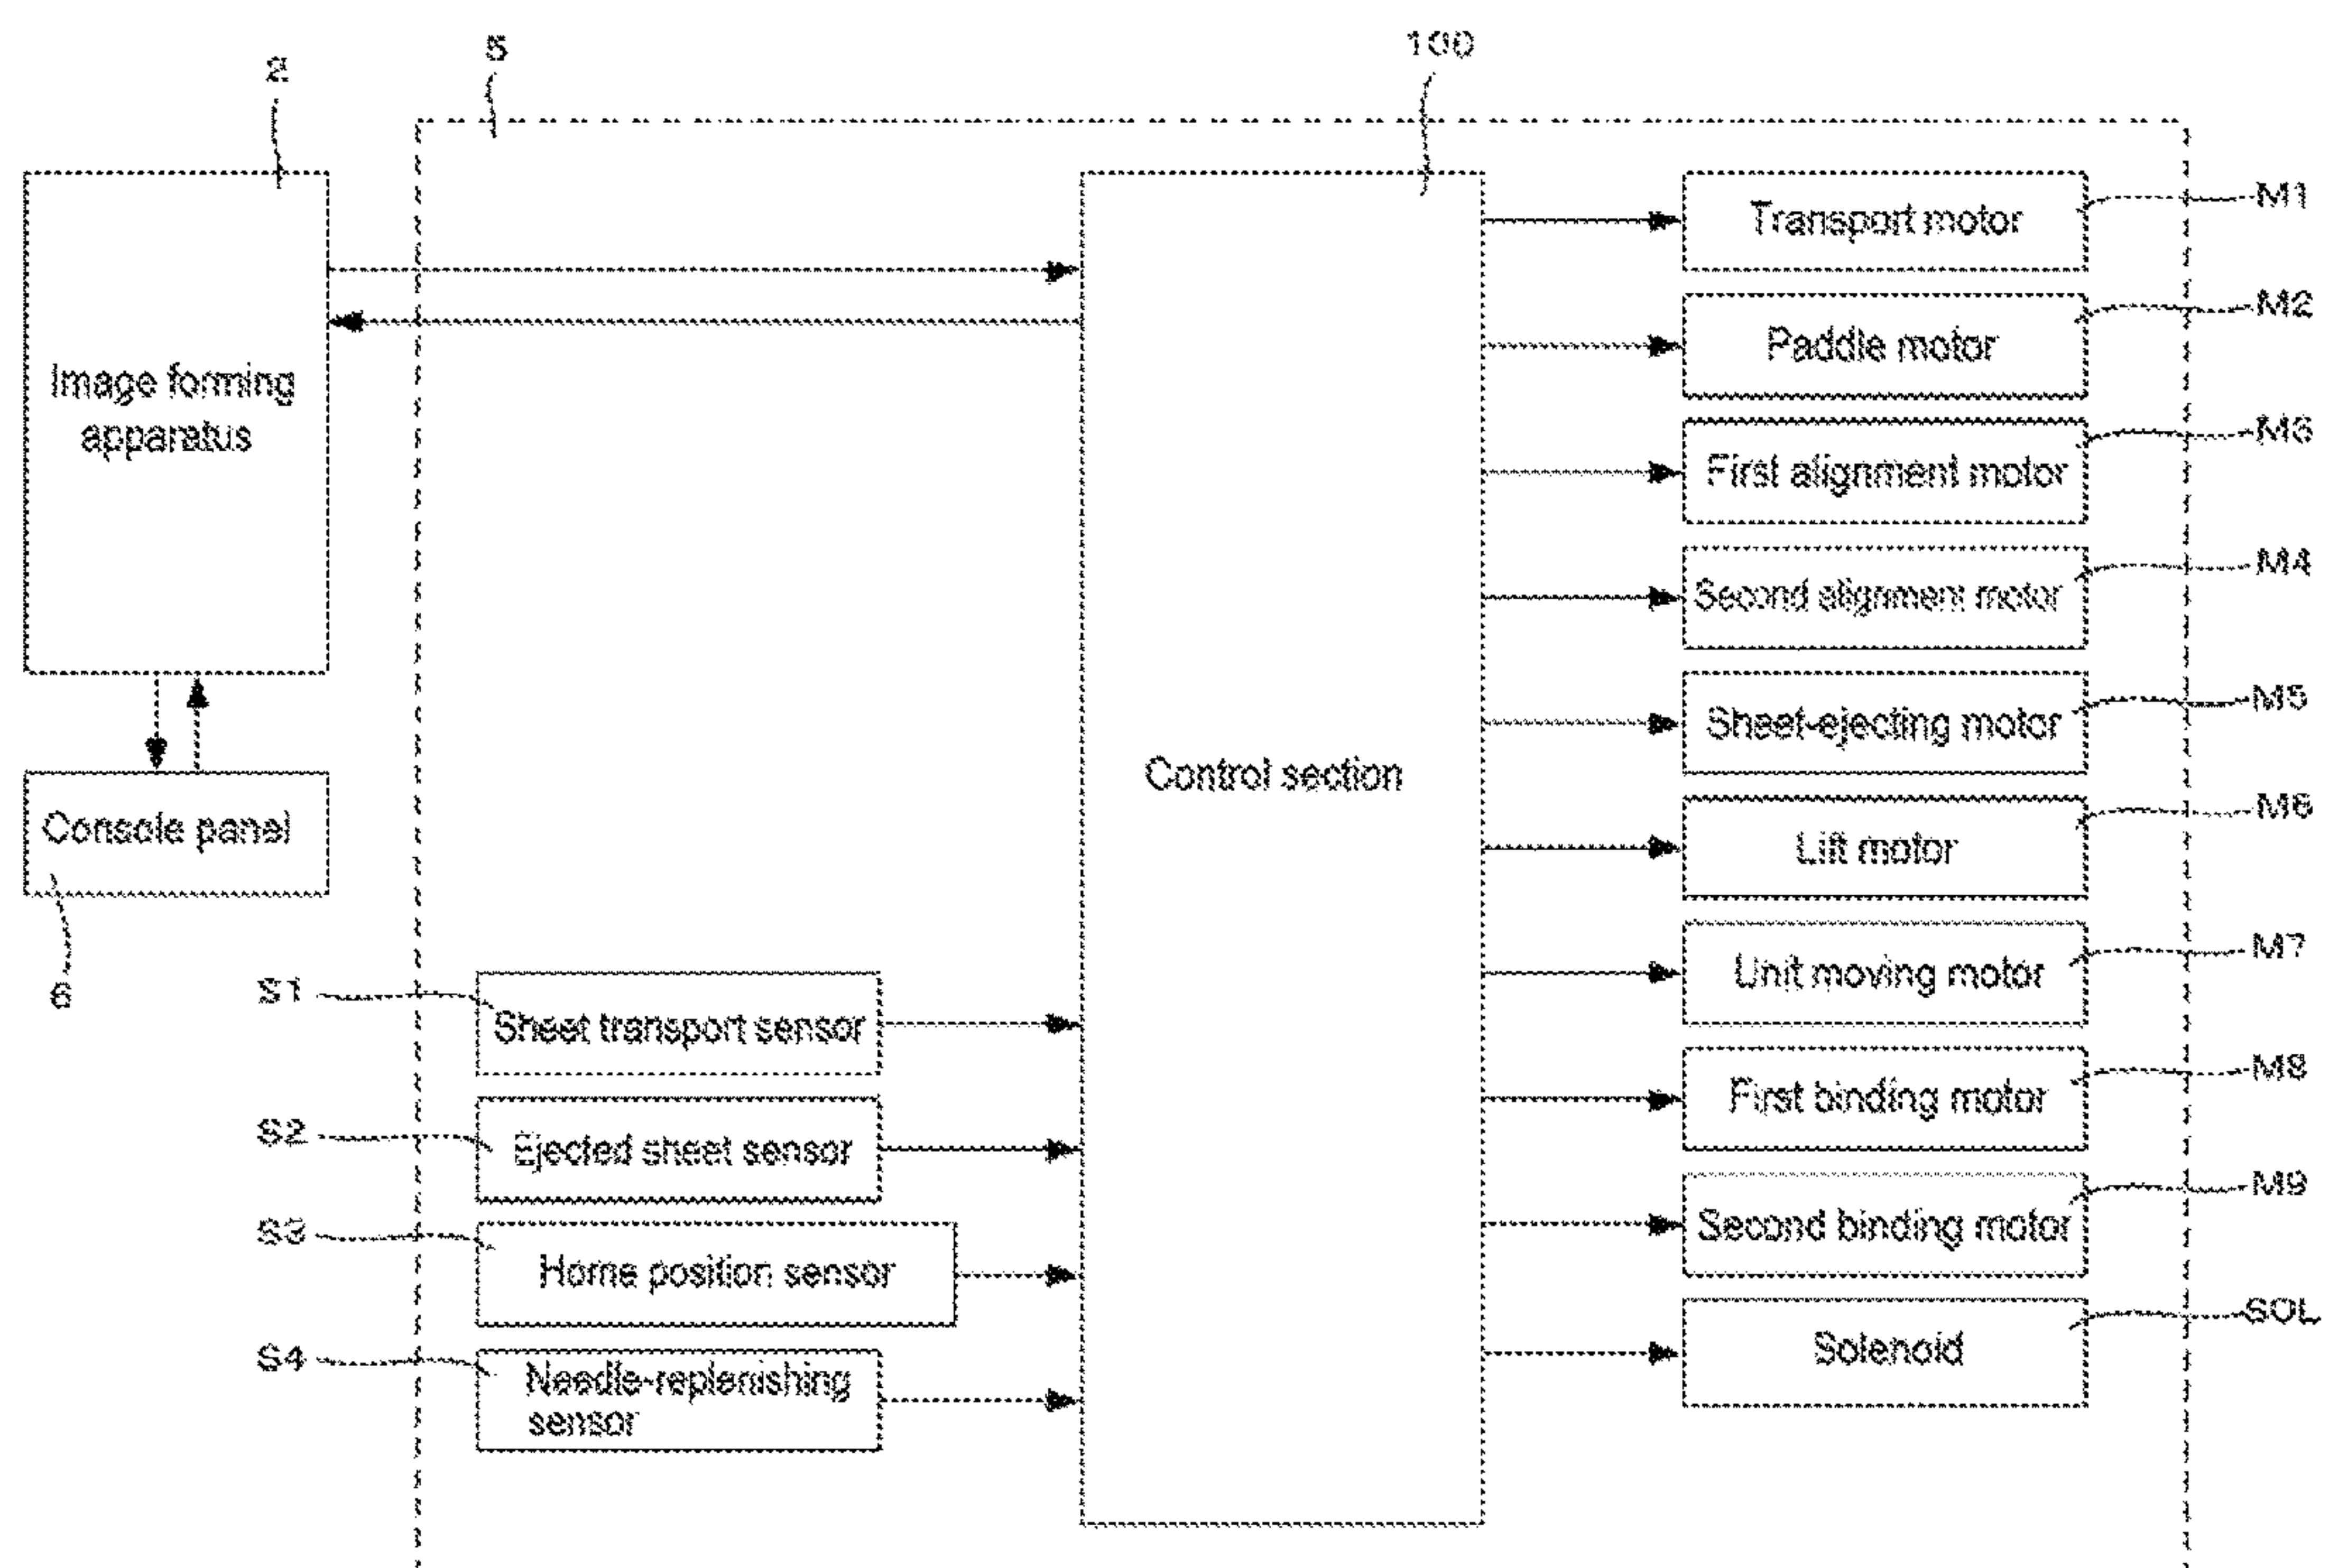 2
5
100
Image forming
apparatus
Console panel
6
Control section
S1
Sheet transport sensor
S2
Ejected sheet sensor
S3
Home position sensor
S4
Needle-replenishing
sensor
Transport motor
M1
Paddle motor
M2
First alignment motor
M3
Second alignment motor
M4
Sheet-ejecting motor
M5
Lift motor
M6
Unit moving motor
M7
First binding motor
M8
Second binding motor
M9
Solenoid
SOL